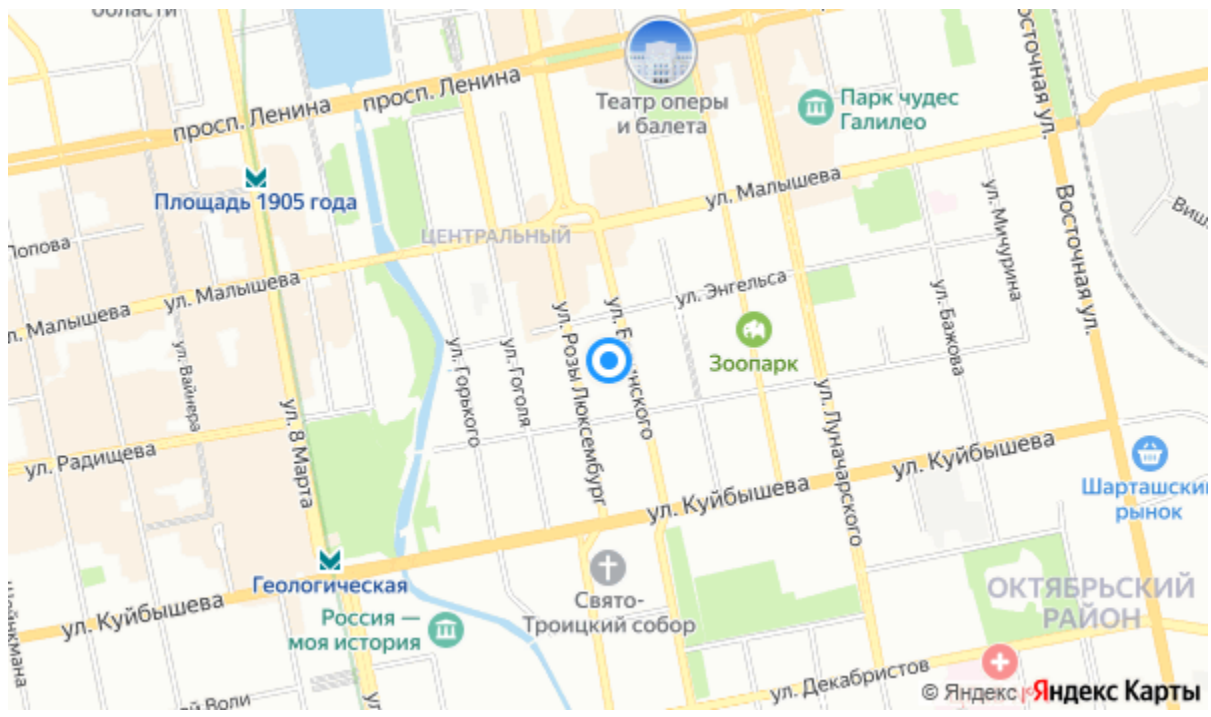 области
просп. Ленина
просп. Ленина
Театр оперы
и балета
Парк чудес
Галилео
Восточная ул.
Площадь 1905 года
ул. Малышева
ул. Мичурина
Восточная ул.
Попова
ЦЕНТРАЛЬНЫЙ
ул. Малышева
ул. Энгельса
ул. Бажова
ул. Вайнера
Зоопарк
ул. Горького
ул. Гоголя
ул. Розы Люксембург
ул. Луначарского
ул. 8 Марта
ул. Радищева
ул. Куйбышева
ул. Куйбышева
Шарташски
рынок
Геологическая
ул. Куйбышева
Россия —
моя история
Свято-
Троицкий собор
ОКТЯБРЬСКИЙ
РАЙОН
ул. Декабристов
й Воли
© Яндекс
Яндекс Карты